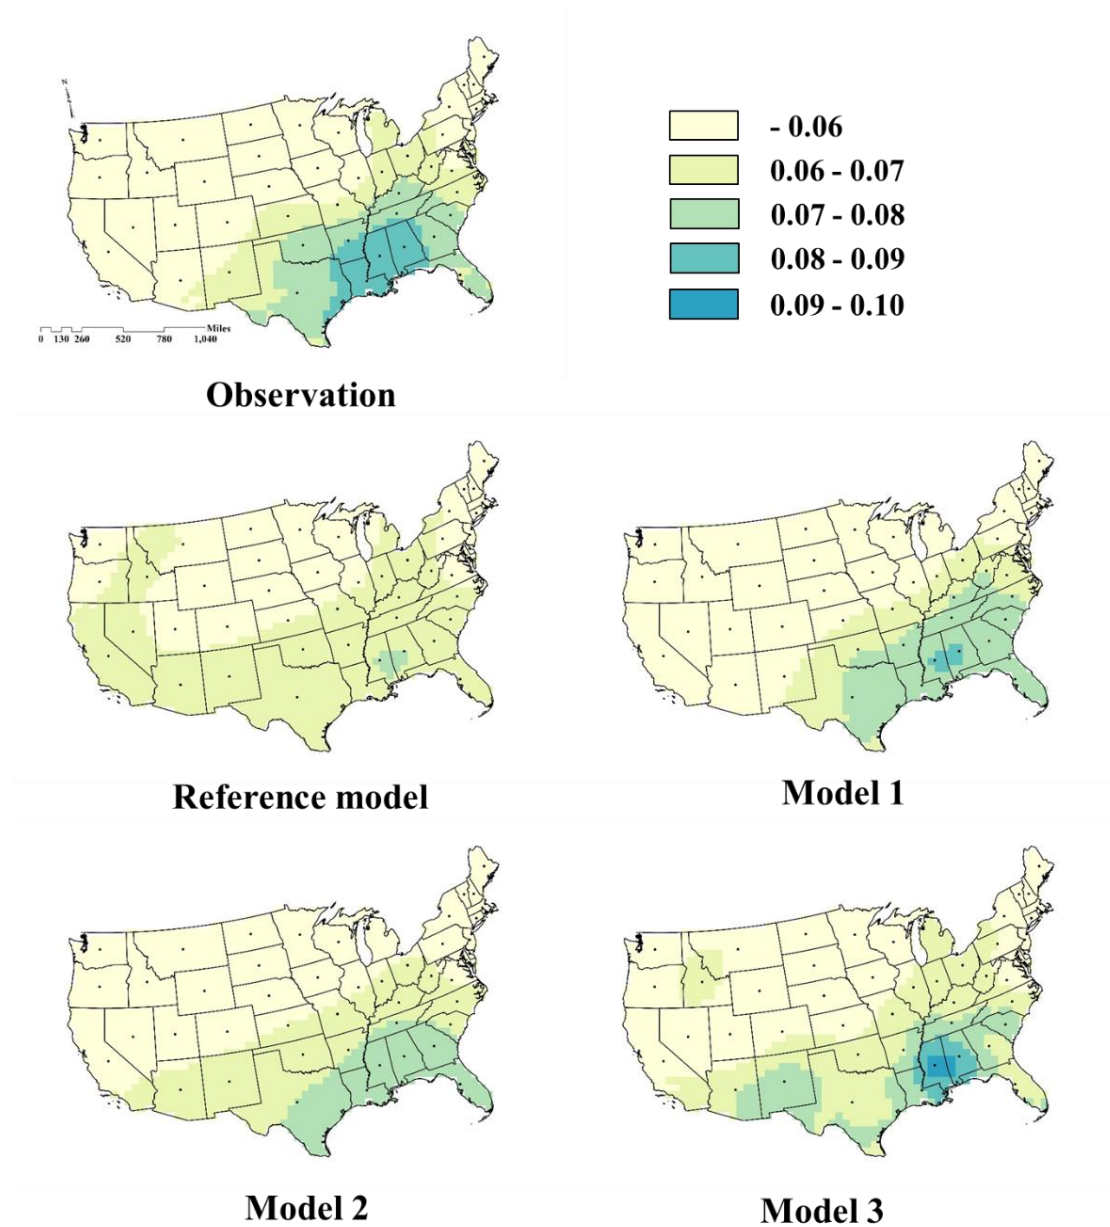 N
- 0.06
0.06 - 0.07
0.07 - 0.08
0.08 - 0.09
0.09 - 0.10
Miles
0 130 260 520 780 1,040
Observation
Reference model
Model 1
Model 2
Model 3